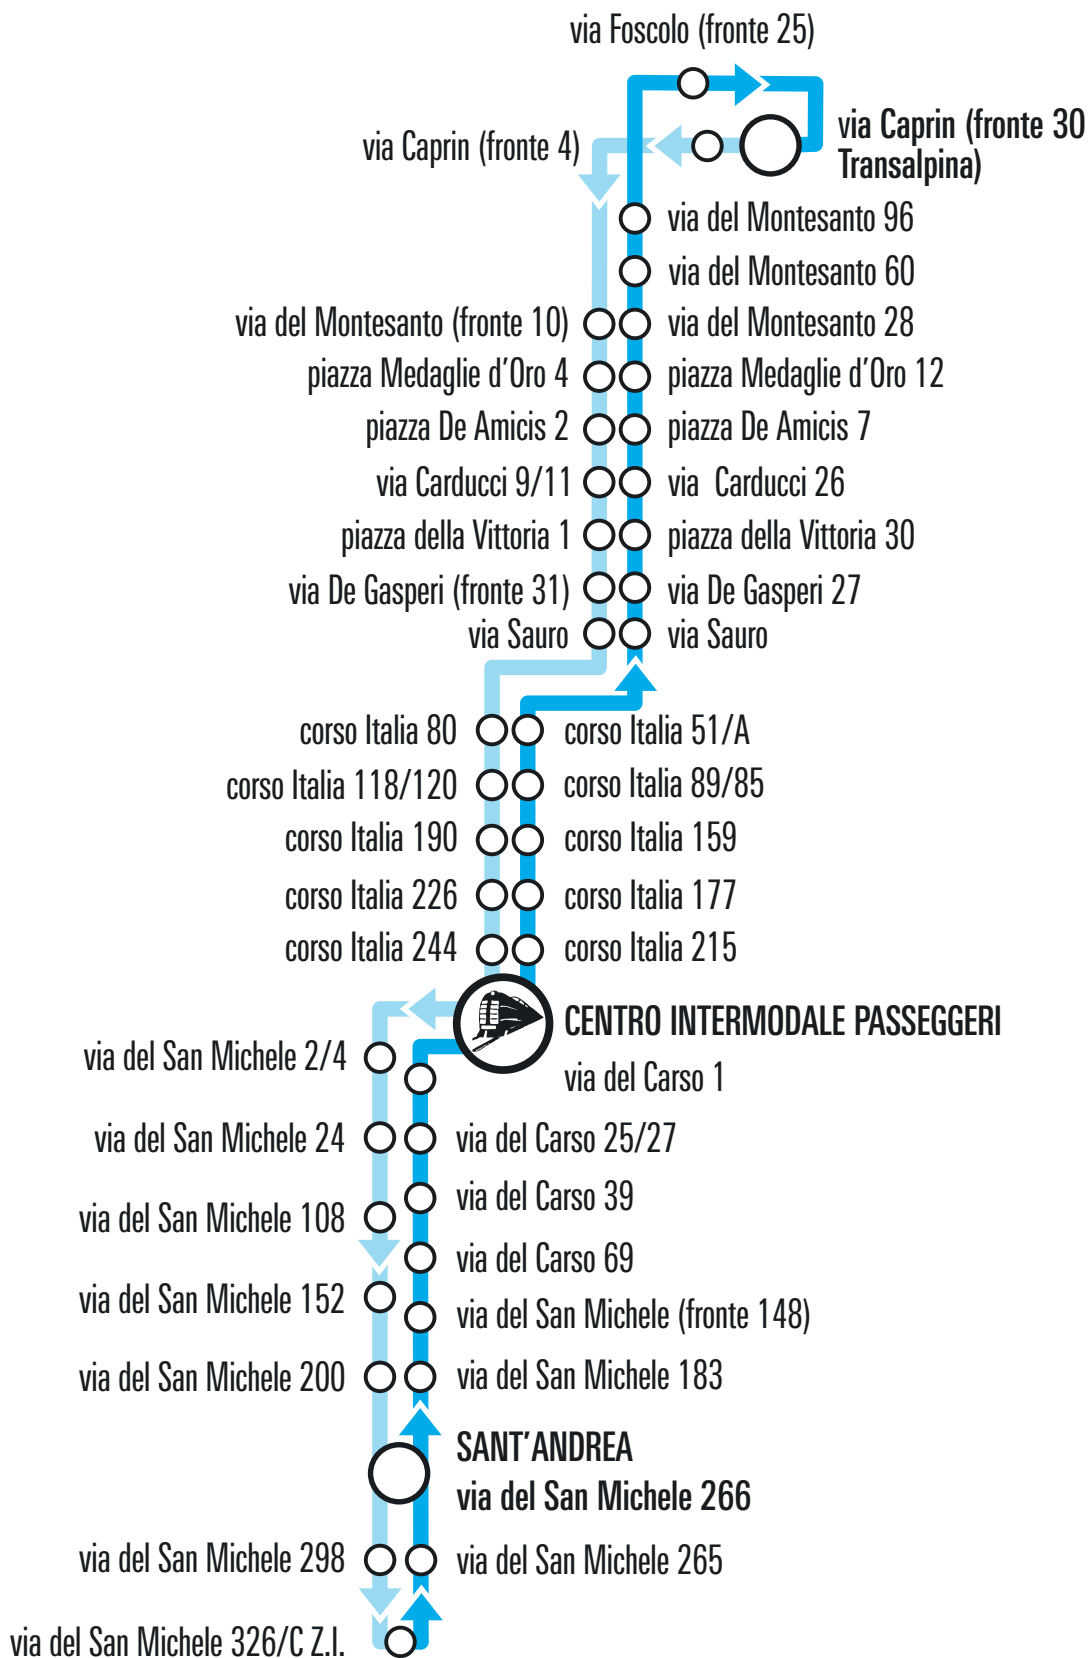 via Foscolo (fronte 25)
via Caprin (fronte 4)
via Caprin (fronte 30
Transalpina)
via del Montesanto 96
via del Montesanto 60
via del Montesanto (fronte 10)
via del Montesanto 28
piazza Medaglie d'Oro 4
piazza Medaglie d'Oro 12
piazza De Amicis 2
piazza De Amicis 7
via Carducci 9/11
via Carducci 26
piazza della Vittoria 1
piazza della Vittoria 30
via De Gasperi (fronte 31)
via De Gasperi 27
via Sauro
via Sauro
corso Italia 80
corso Italia 51/A
corso Italia 118/120
corso Italia 89/85
corso Italia 190
corso Italia 159
corso Italia 226
corso Italia 177
corso Italia 244
corso Italia 215
CENTRO INTERMODALE PASSEGGERI
via del San Michele 2/4
via del Carso 1
via del San Michele 24
via del Carso 25/27
via del Carso 39
via del San Michele 108
via del Carso 69
via del San Michele 152
via del San Michele (fronte 148)
via del San Michele 200
via del San Michele 183
SANT'ANDREA
via del San Michele 266
via del San Michele 298
via del San Michele 265
via del San Michele 326/C Z.I.